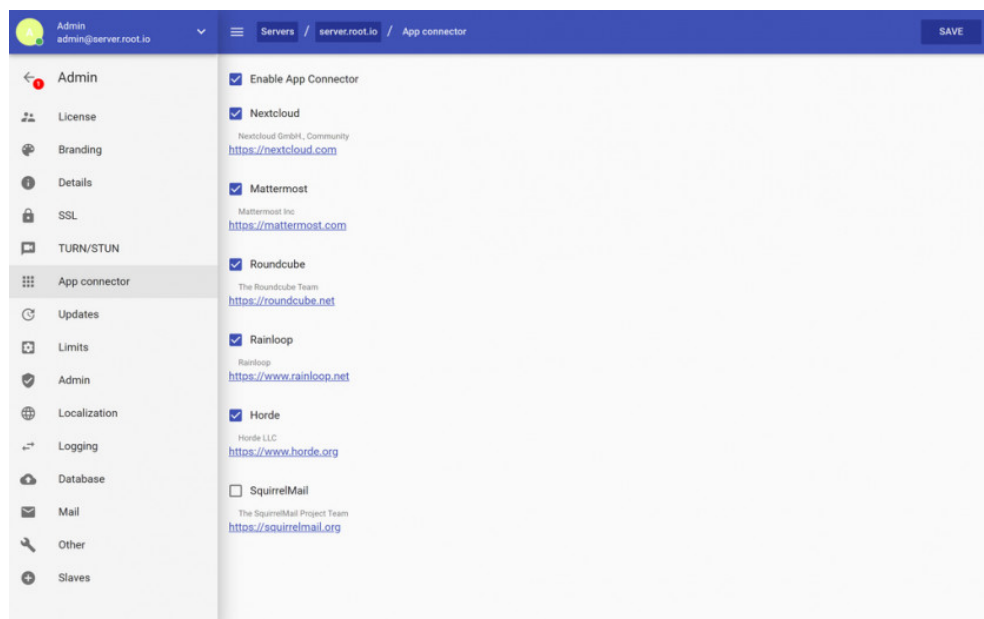 Admin
admin@server.root.io
Servers / server.root.io / App connector
SAVE
1
Admin
License
Branding
Details
SSL
TURN/STUN
App connector
Updates
Limits
Admin
Localization
Logging
Database
Mail
Other
Slaves
Enable App Connector
Nextcloud
Nextcloud GmbH., Community
https://nextcloud.com
Mattermost
Mattermost Inc
https://mattermost.com
Roundcube
The Roundcube Team
https://roundcube.net
Rainloop
Rainloop
https://www.rainloop.net
Horde
Horde LLC
https://www.horde.org
SquirrelMail
The SquirrelMail Project Team
https://squirrelmail.org